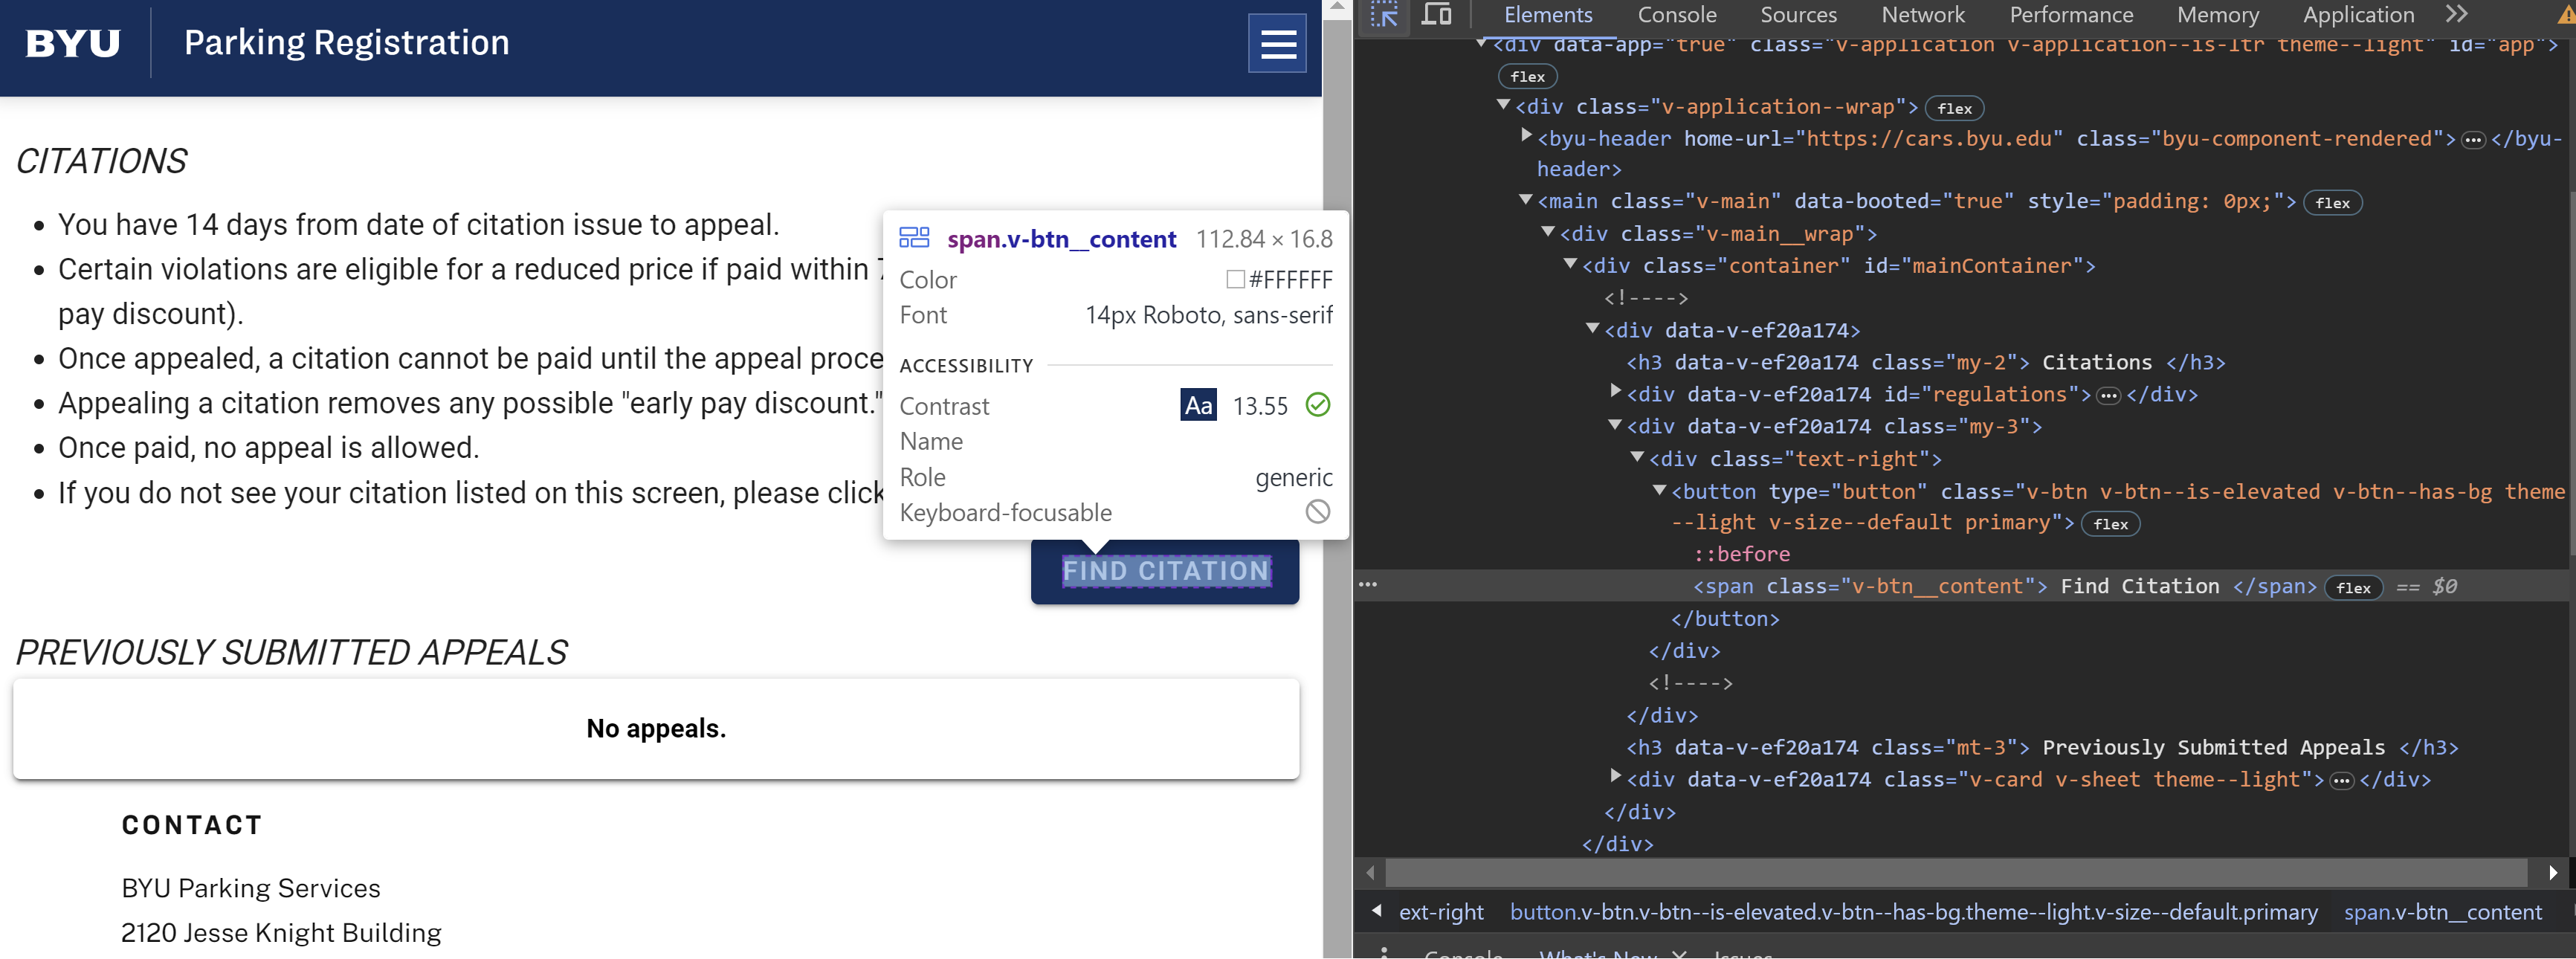 BYU
Parking Registration
CITATIONS
You have 14 days from date of citation issue to appeal.
Certain violations are eligible for a reduced price if paid within
pay discount).
Once appealed, a citation cannot be paid until the appeal proce
Appealing a citation removes any possible "early pay discount."
Once paid, no appeal is allowed.
If you do not see your citation listed on this screen, please click
span.v-btn__content 112.84 × 16.8
Color #FFFFFF
Font 14px Roboto, sans-serif
ACCESSIBILITY
Contrast Aa 13.55
Name
Role generic
Keyboard-focusable
FIND CITATION
PREVIOUSLY SUBMITTED APPEALS
No appeals.
CONTACT
BYU Parking Services
2120 Jesse Knight Building
Elements Console Sources Network Performance Memory Application
<div data-app="true" class="v-application v-application--is-ltr theme--light" id="app">
flex
<div class="v-application--wrap"> flex
<byu-header home-url="https://cars.byu.edu" class="byu-component-rendered">…</byu-
header>
<main class="v-main" data-booted="true" style="padding: 0px;"> flex
<div class="v-main__wrap">
<div class="container" id="mainContainer">
<!---->
<div data-v-ef20a174>
<h3 data-v-ef20a174 class="my-2"> Citations </h3>
<div data-v-ef20a174 id="regulations">…</div>
<div data-v-ef20a174 class="my-3">
<div class="text-right">
<button type="button" class="v-btn v-btn--is-elevated v-btn--has-bg theme
--light v-size--default primary"> flex
::before
<span class="v-btn__content"> Find Citation </span> flex == $0
</button>
</div>
<!---->
</div>
<h3 data-v-ef20a174 class="mt-3"> Previously Submitted Appeals </h3>
<div data-v-ef20a174 class="v-card v-sheet theme--light">…</div>
</div>
</div>
ext-right button.v-btn.v-btn--is-elevated.v-btn--has-bg.theme--light.v-size--default.primary span.v-btn__content
Console What's New Issues